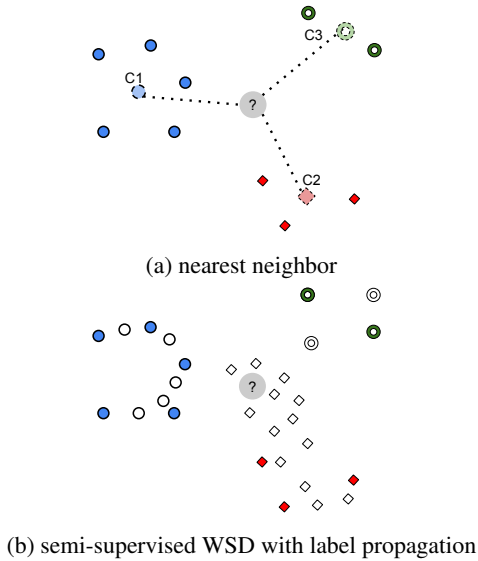 C3
C1
?
C2
(a) nearest neighbor
?
(b) semi-supervised WSD with label propagation